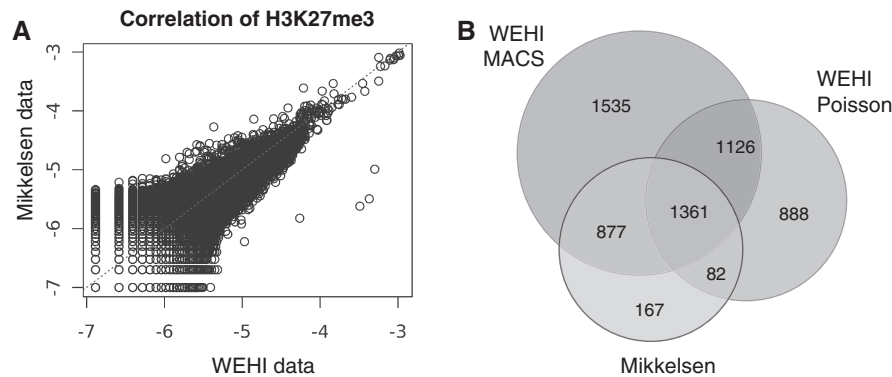 A
Correlation of H3K27me3
Mikkelsen data
-3
-4
-5
-6
-7
-7 -6 -5 -4 -3
WEHI data
B
WEHI
MACS
WEHI
Poisson
1535
1126
1361
877
888
82
167
Mikkelsen